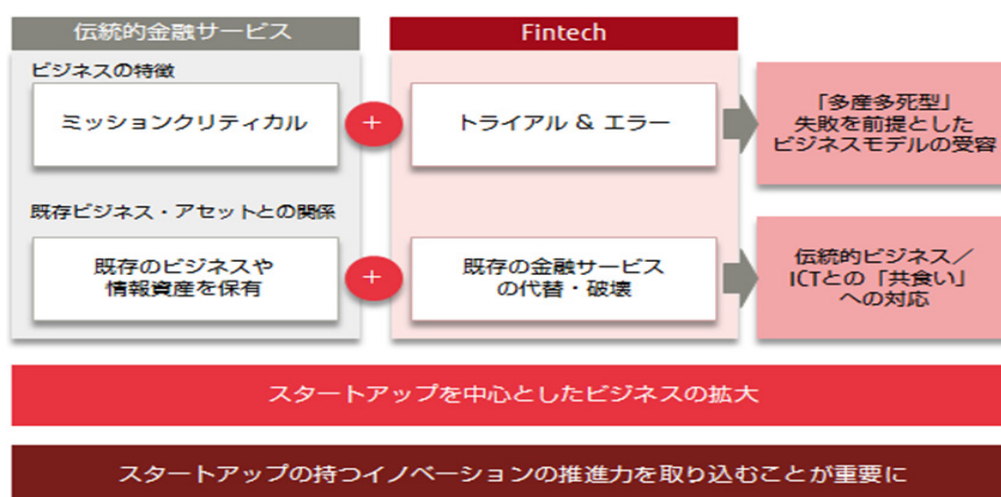 伝統的金融サービス
Fintech
ビジネスの特徴
ミッションクリティカル
+
トライアル & エラー
「多産多死型」
失敗を前提とした
ビジネスモデルの受容
既存ビジネス・アセットとの関係
既存のビジネスや
情報資産を保有
+
既存の金融サービス
の代替・破壊
伝統的ビジネス／
ICTとの「共食い」
への対応
スタートアップを中心としたビジネスの拡大
スタートアップの持つイノベーションの推進力を取り込むことが重要に